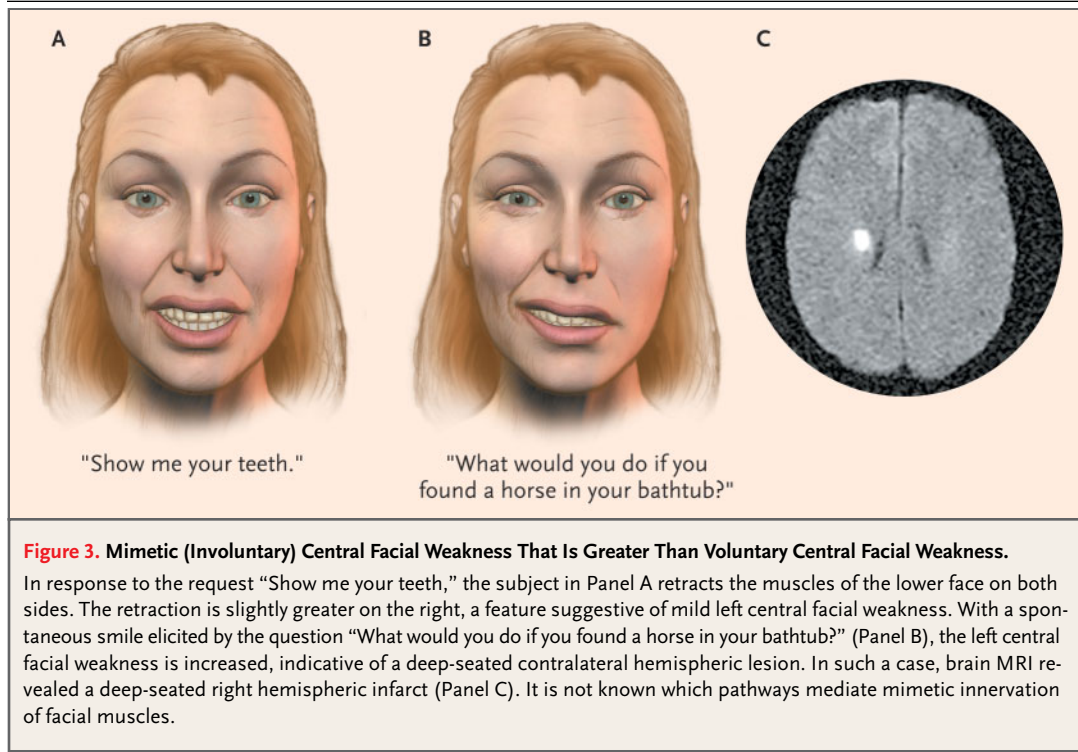 A
B
C
"Show me your teeth."
"What would you do if you
found a horse in your bathtub?"
Figure 3. Mimetic (Involuntary) Central Facial Weakness That Is Greater Than Voluntary Central Facial Weakness.
In response to the request “Show me your teeth,” the subject in Panel A retracts the muscles of the lower face on both
sides. The retraction is slightly greater on the right, a feature suggestive of mild left central facial weakness. With a spon-
taneous smile elicited by the question “What would you do if you found a horse in your bathtub?” (Panel B), the left central
facial weakness is increased, indicative of a deep-seated contralateral hemispheric lesion. In such a case, brain MRI re-
vealed a deep-seated right hemispheric infarct (Panel C). It is not known which pathways mediate mimetic innervation
of facial muscles.